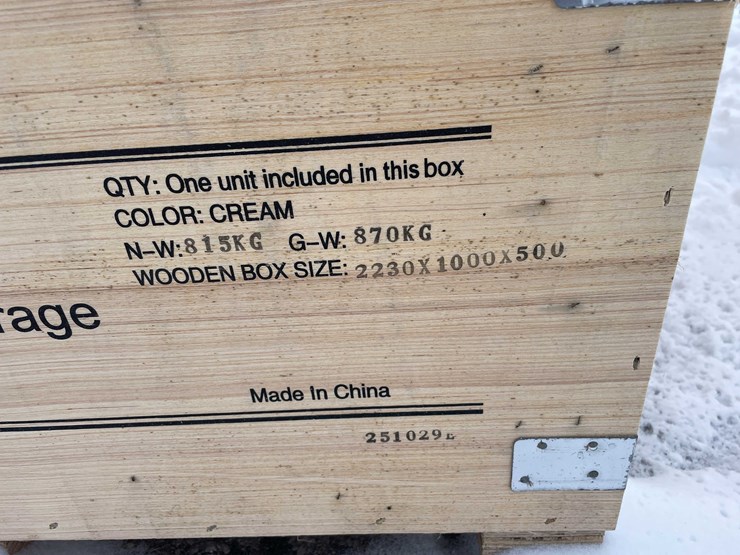 QTY: One unit included in this box
COLOR: CREAM
N-W:815KG G-W: 870KG
WOODEN BOX SIZE: 2230X1000X500
rage
Made In China
251029L